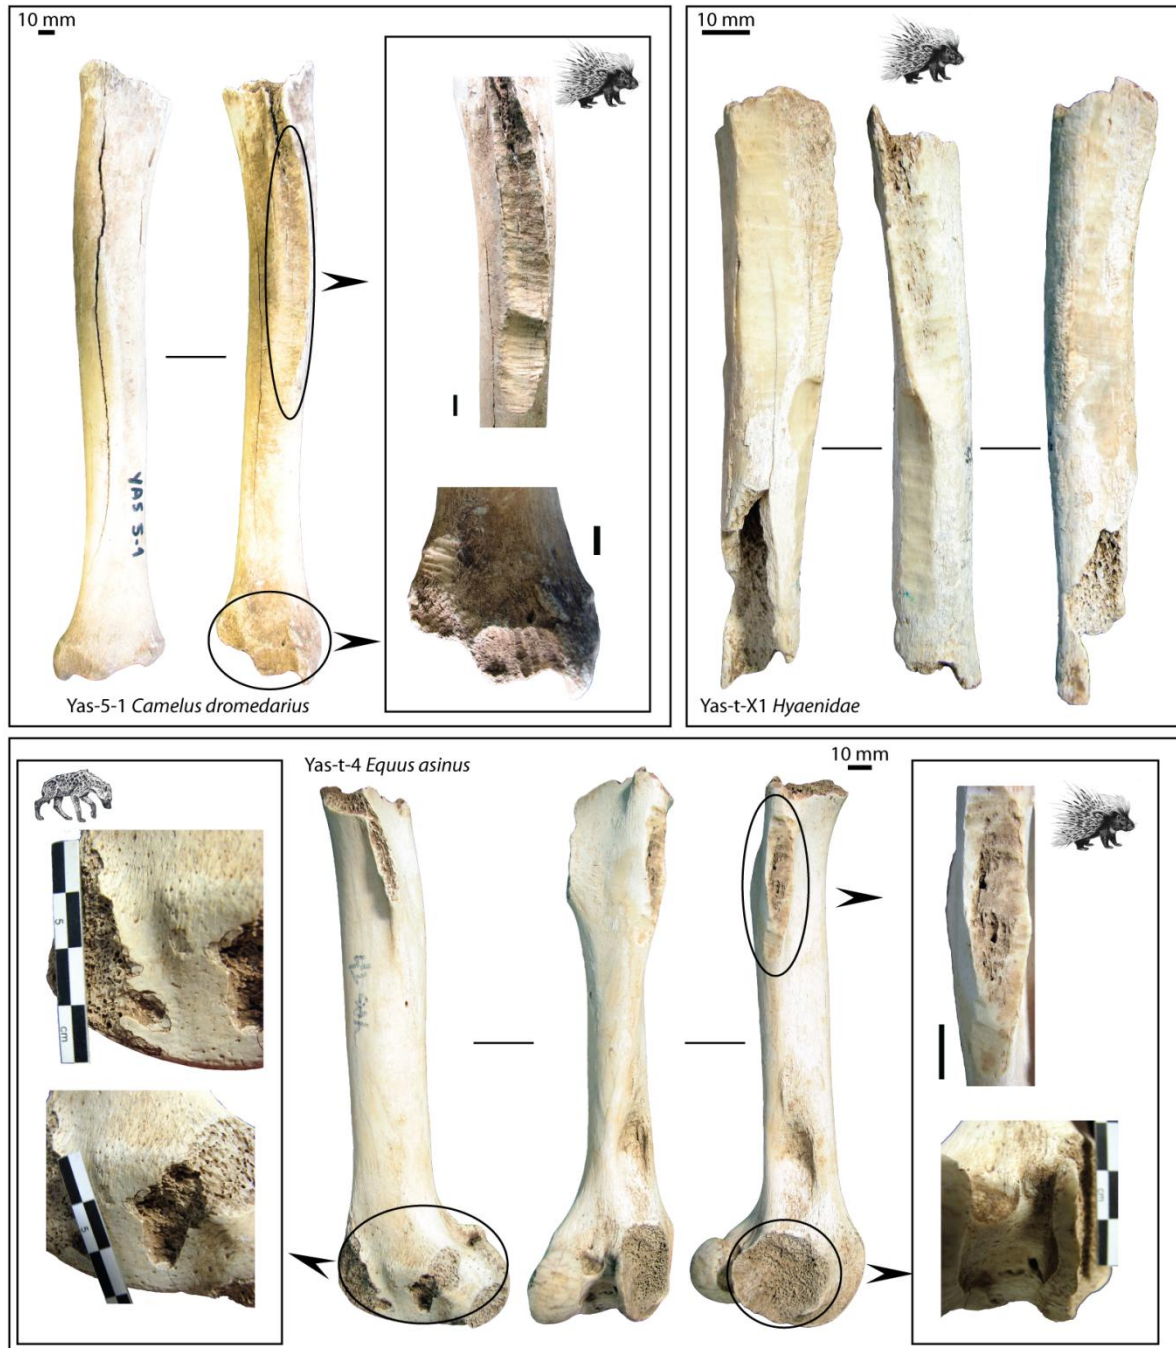 10 mm
YAS 5-1
Yas-5-1 Camelus dromedarius
10 mm
Yas-t-X1 Hyaenidae
Yas-t-4 Equus asinus
10 mm
5
cm
5
cm